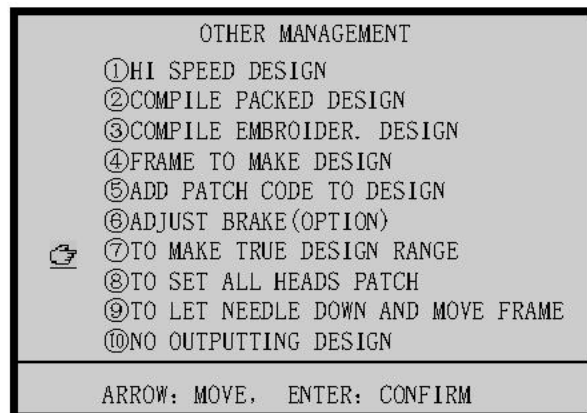 OTHER MANAGEMENT
①HI SPEED DESIGN
②COMPILE PACKED DESIGN
③COMPILE EMBROIDER. DESIGN
④FRAME TO MAKE DESIGN
⑤ADD PATCH CODE TO DESIGN
⑥ADJUST BRAKE(OPTION)
⑦TO MAKE TRUE DESIGN RANGE
⑧TO SET ALL HEADS PATCH
⑨TO LET NEEDLE DOWN AND MOVE FRAME
⑩NO OUTPUTTING DESIGN
ARROW: MOVE, ENTER: CONFIRM